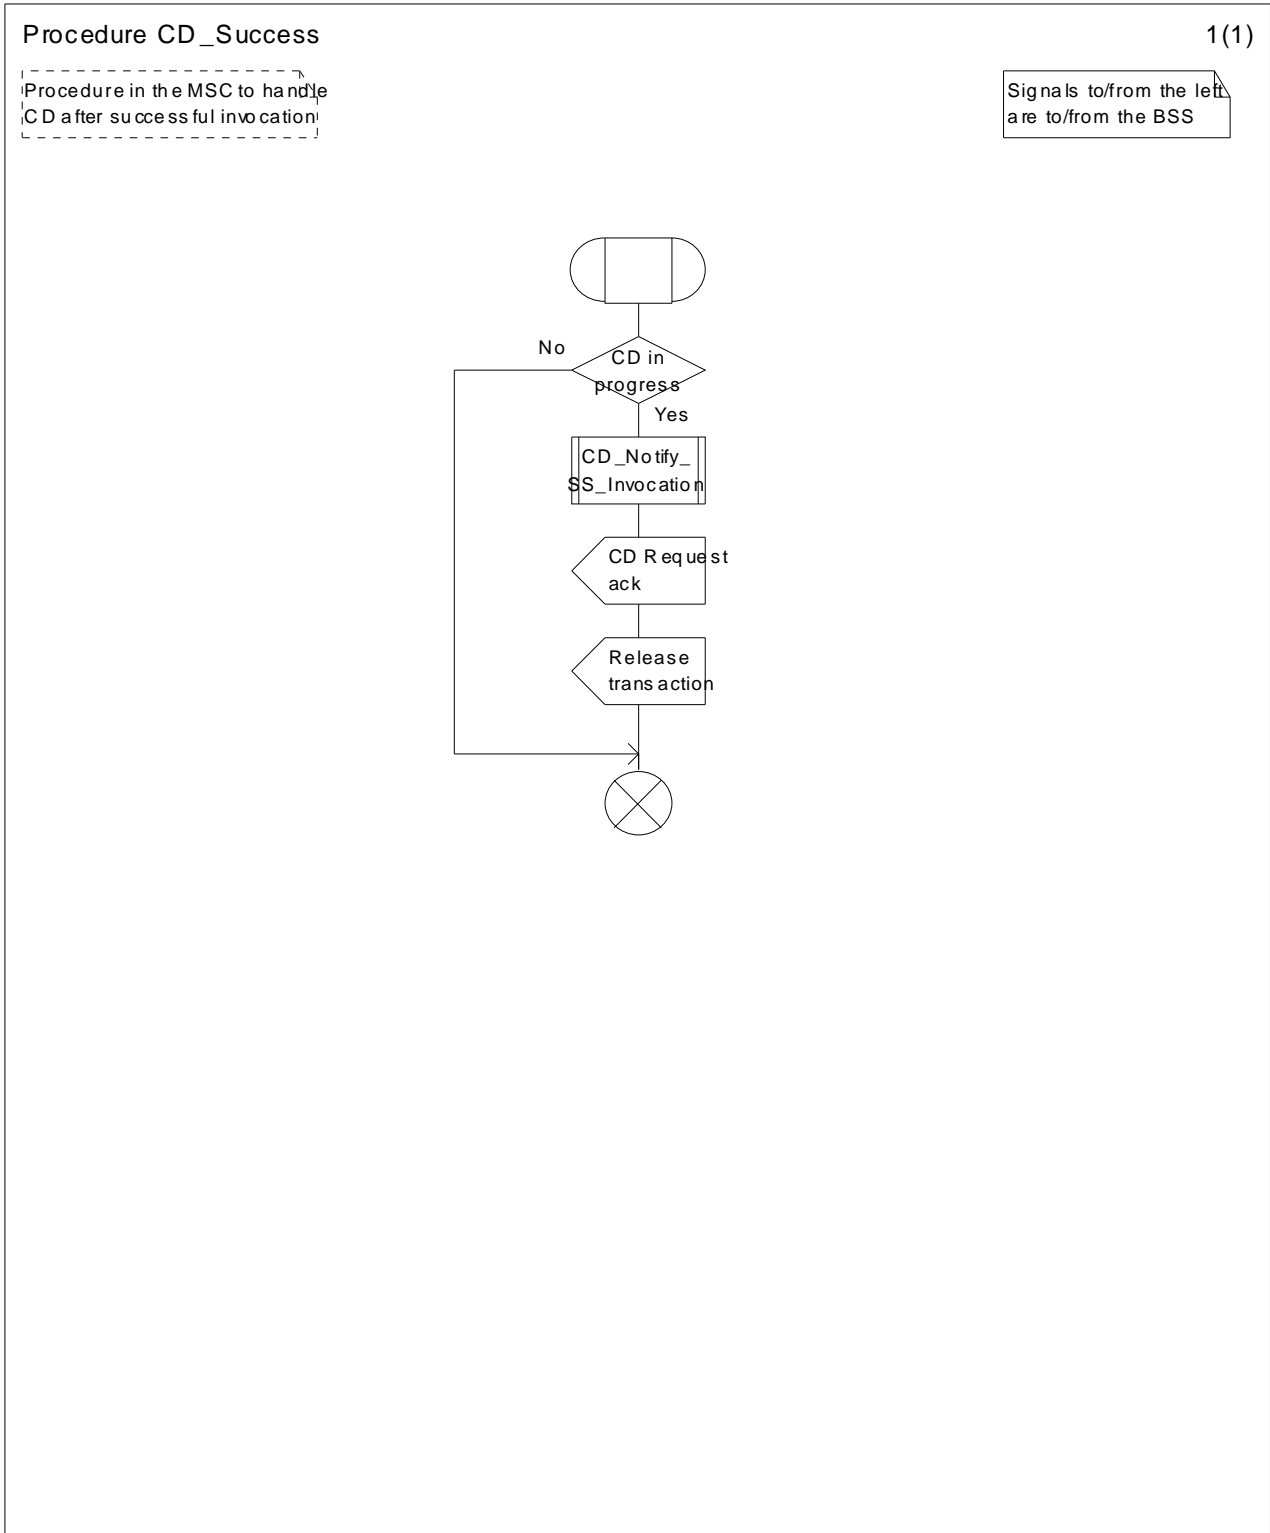 Procedure CD_Success
1(1)
Procedure in the MSC to handle
CD after successful invocation
Signals to/from the left
are to/from the BSS
No
CD in
progress
Yes
CD_Notify_
SS_Invocation
CD Request
ack
Release
transaction